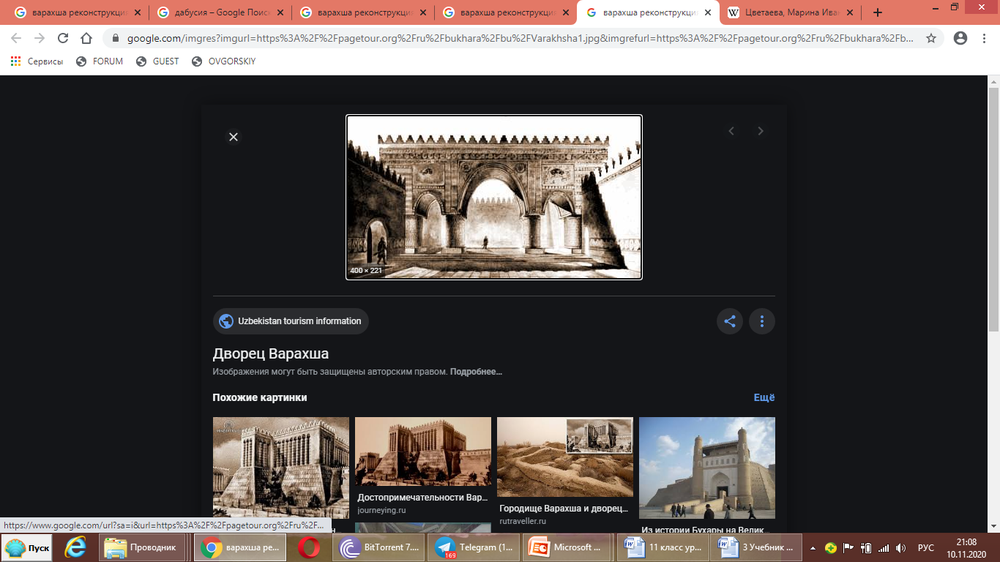 варахша реконструкция
дабусия – Google Поиск
варахша реконструкция
варахша реконструкция
варахша реконструкция
Цветаева, Марина Иван
google.com/imgres?imgurl=https%3A%2F%2Fpagetour.org%2Fru%2Fbukhara%2Fbu%2FVarakhsha1.jpg&imgrefurl=https%3A%2F%2Fpagetour.org%2Fru%2Fbukhara%2Fb...
Сервисы
FORUM
GUEST
OVGORSKIY
400 × 221
Uzbekistan tourism information
Дворец Варахша
Изображения могут быть защищены авторским правом. Подробнее...
Похожие картинки
Ещё
Достопримечательности Вар...
journeying.ru
Городище Варахша и дворец...
rutraveller.ru
Из истории Бухары на Велик...
https://www.google.com/url?sa=i&url=https%3A%2F%2Fpagetour.org%2Fru%2F...
Пуск
Проводник
варахша ре...
BitTorrent 7....
Telegram (1...
169
Microsoft ...
11 класс ур...
3 Учебник ...
РУС
21:08
10.11.2020